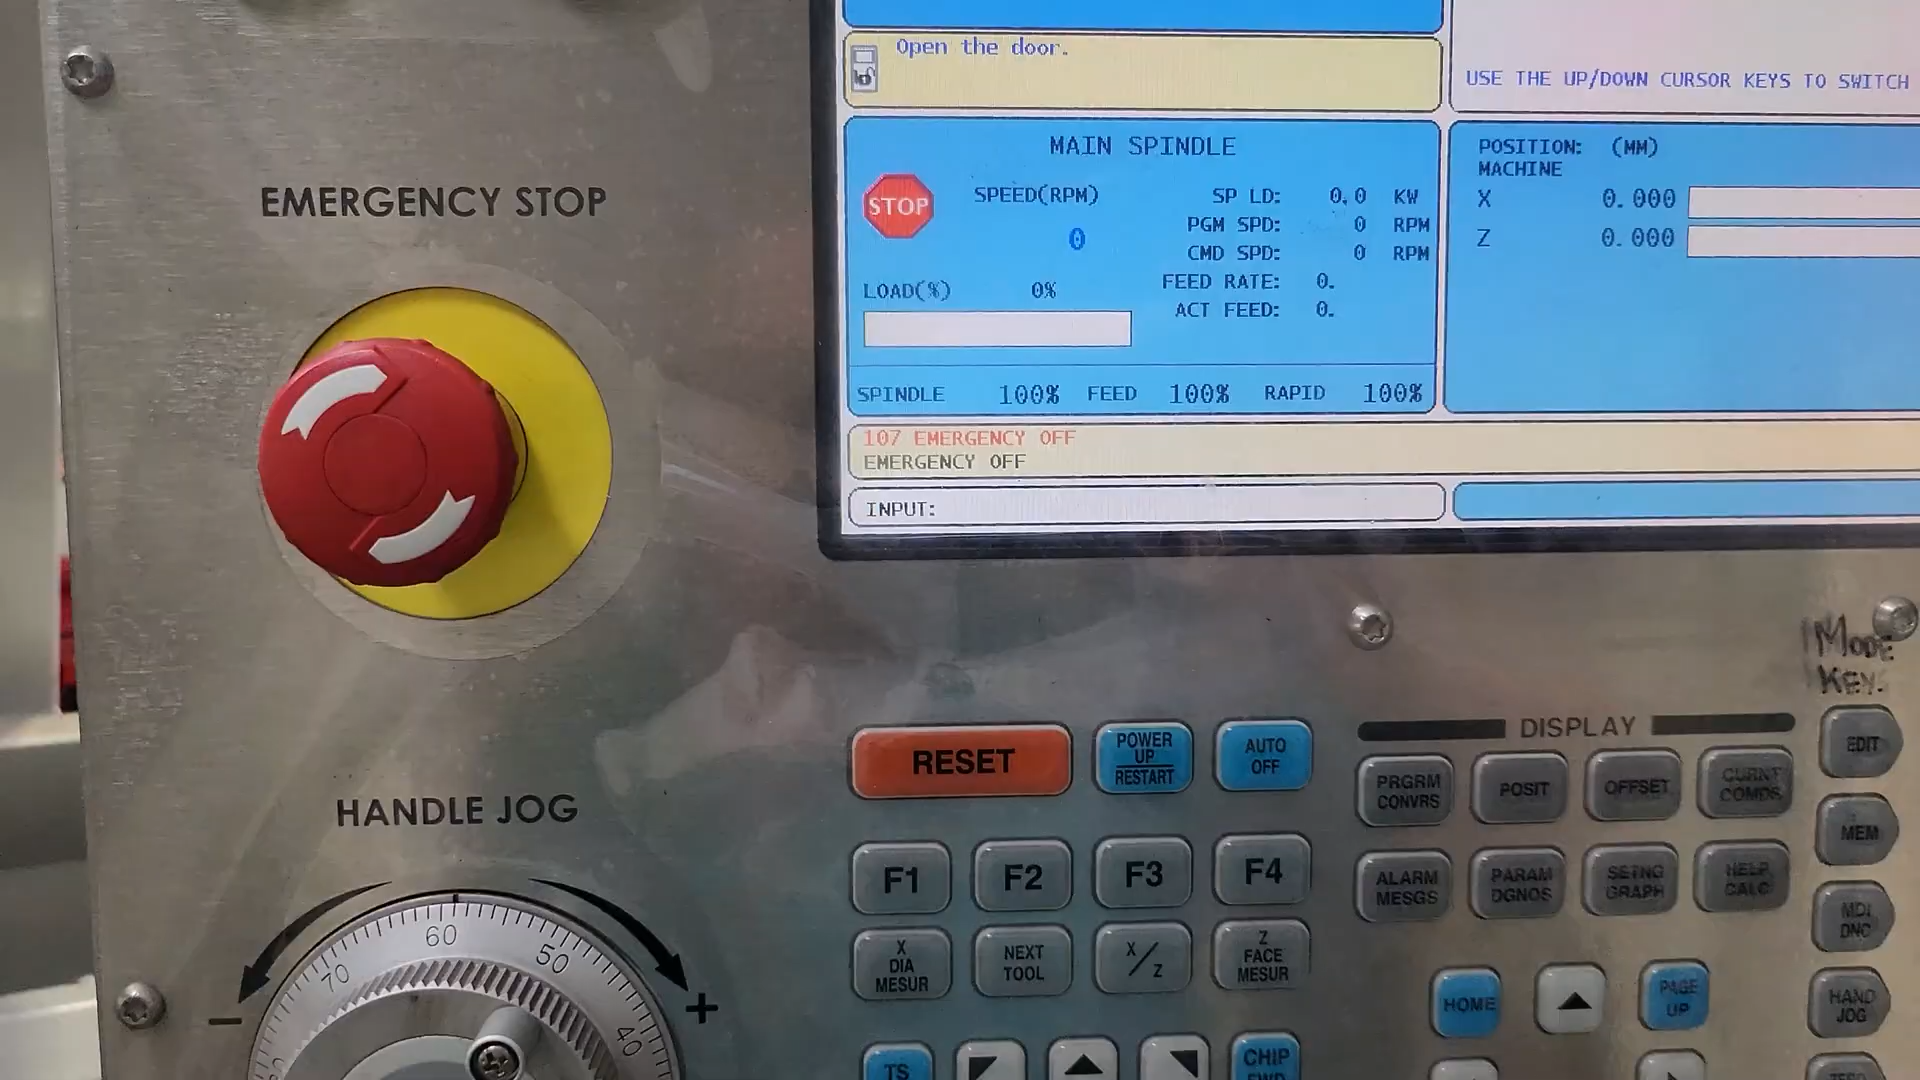 Open the door.
USE THE UP/DOWN CURSOR KEYS TO SWITCH
EMERGENCY STOP
MAIN SPINDLE
STOP
SPEED(RPM)
0
SP LD: 0.0 KW
PGM SPD: 0 RPM
CMD SPD: 0 RPM
FEED RATE: 0.
ACT FEED: 0.
LOAD(%) 0%
SPINDLE 100% FEED 100% RAPID 100%
POSITION: (MM)
MACHINE
X 0.000
Z 0.000
107 EMERGENCY OFF
EMERGENCY OFF
INPUT:
MODE
KEYS
RESET
POWER
UP
RESTART
AUTO
OFF
DISPLAY
PRGRM
CONVRS
POSIT
OFFSET
CURNT
COMDS
EDIT
MEM
F1
F2
F3
F4
ALARM
MESGS
PARAM
DGNOS
SETNG
GRAPH
HELP
CALC
MDI
DNC
HANDLE JOG
X
DIA
MESUR
NEXT
TOOL
X/Z
Z
FACE
MESUR
HOME
PAGE
UP
HAND
JOG
70
60
50
40
- +
TS
CHIP
FWD
ZERO